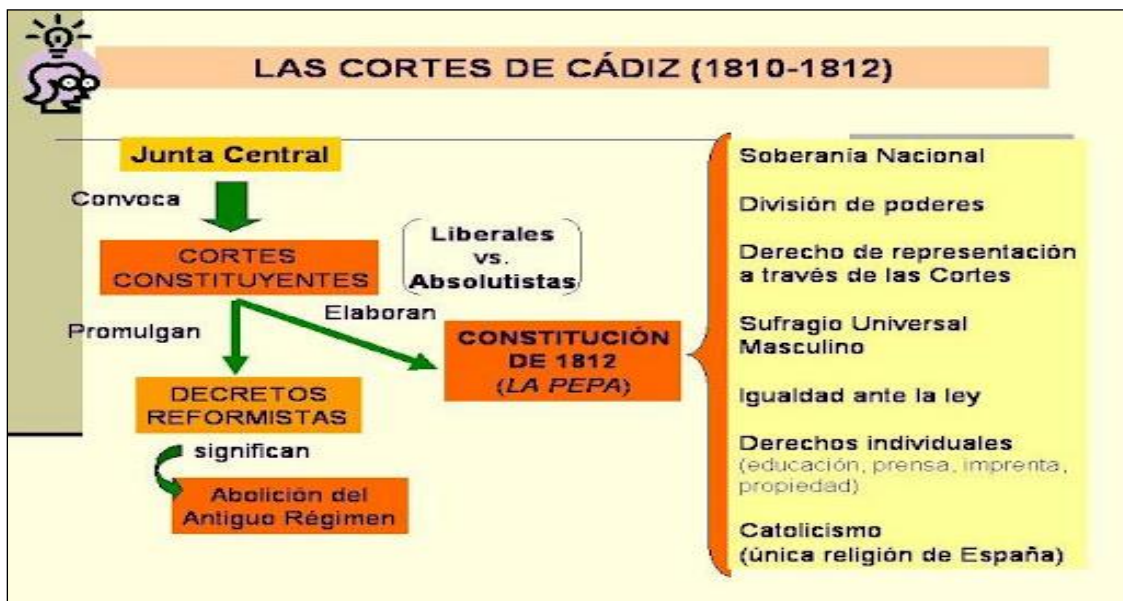 LAS CORTES DE CÁDIZ (1810-1812)
Junta Central
Convoca
CORTES
CONSTITUYENTES
Liberales
vs.
Absolutistas
Promulgan
Elaboran
DECRETOS
REFORMISTAS
significan
Abolición del
Antiguo Régimen
CONSTITUCIÓN
DE 1812
(LA PEPA)
Soberanía Nacional
División de poderes
Derecho de representación
a través de las Cortes
Sufragio Universal
Masculino
Igualdad ante la ley
Derechos individuales
(educación, prensa, imprenta,
propiedad)
Catolicismo
(única religión de España)